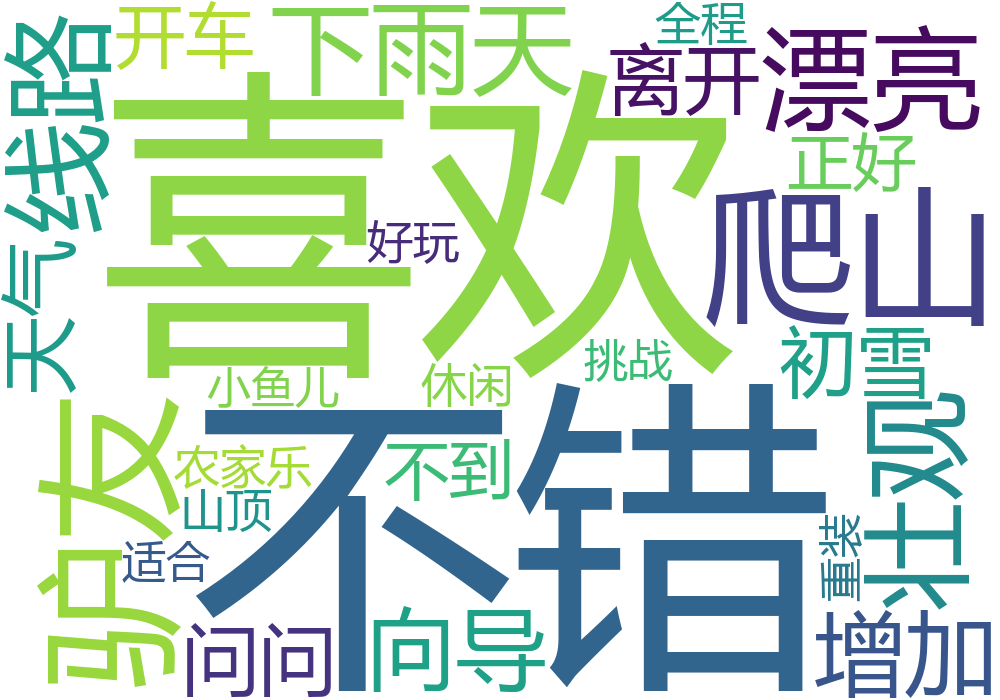 开车
下雨天
全程
线路
喜欢
离开
漂亮
正好
好玩
爬山
天气
小鱼儿
休闲
挑战
初雪
驴友
不错
农家乐
不到
壮观
山顶
适合
重装
问问
向导
增加